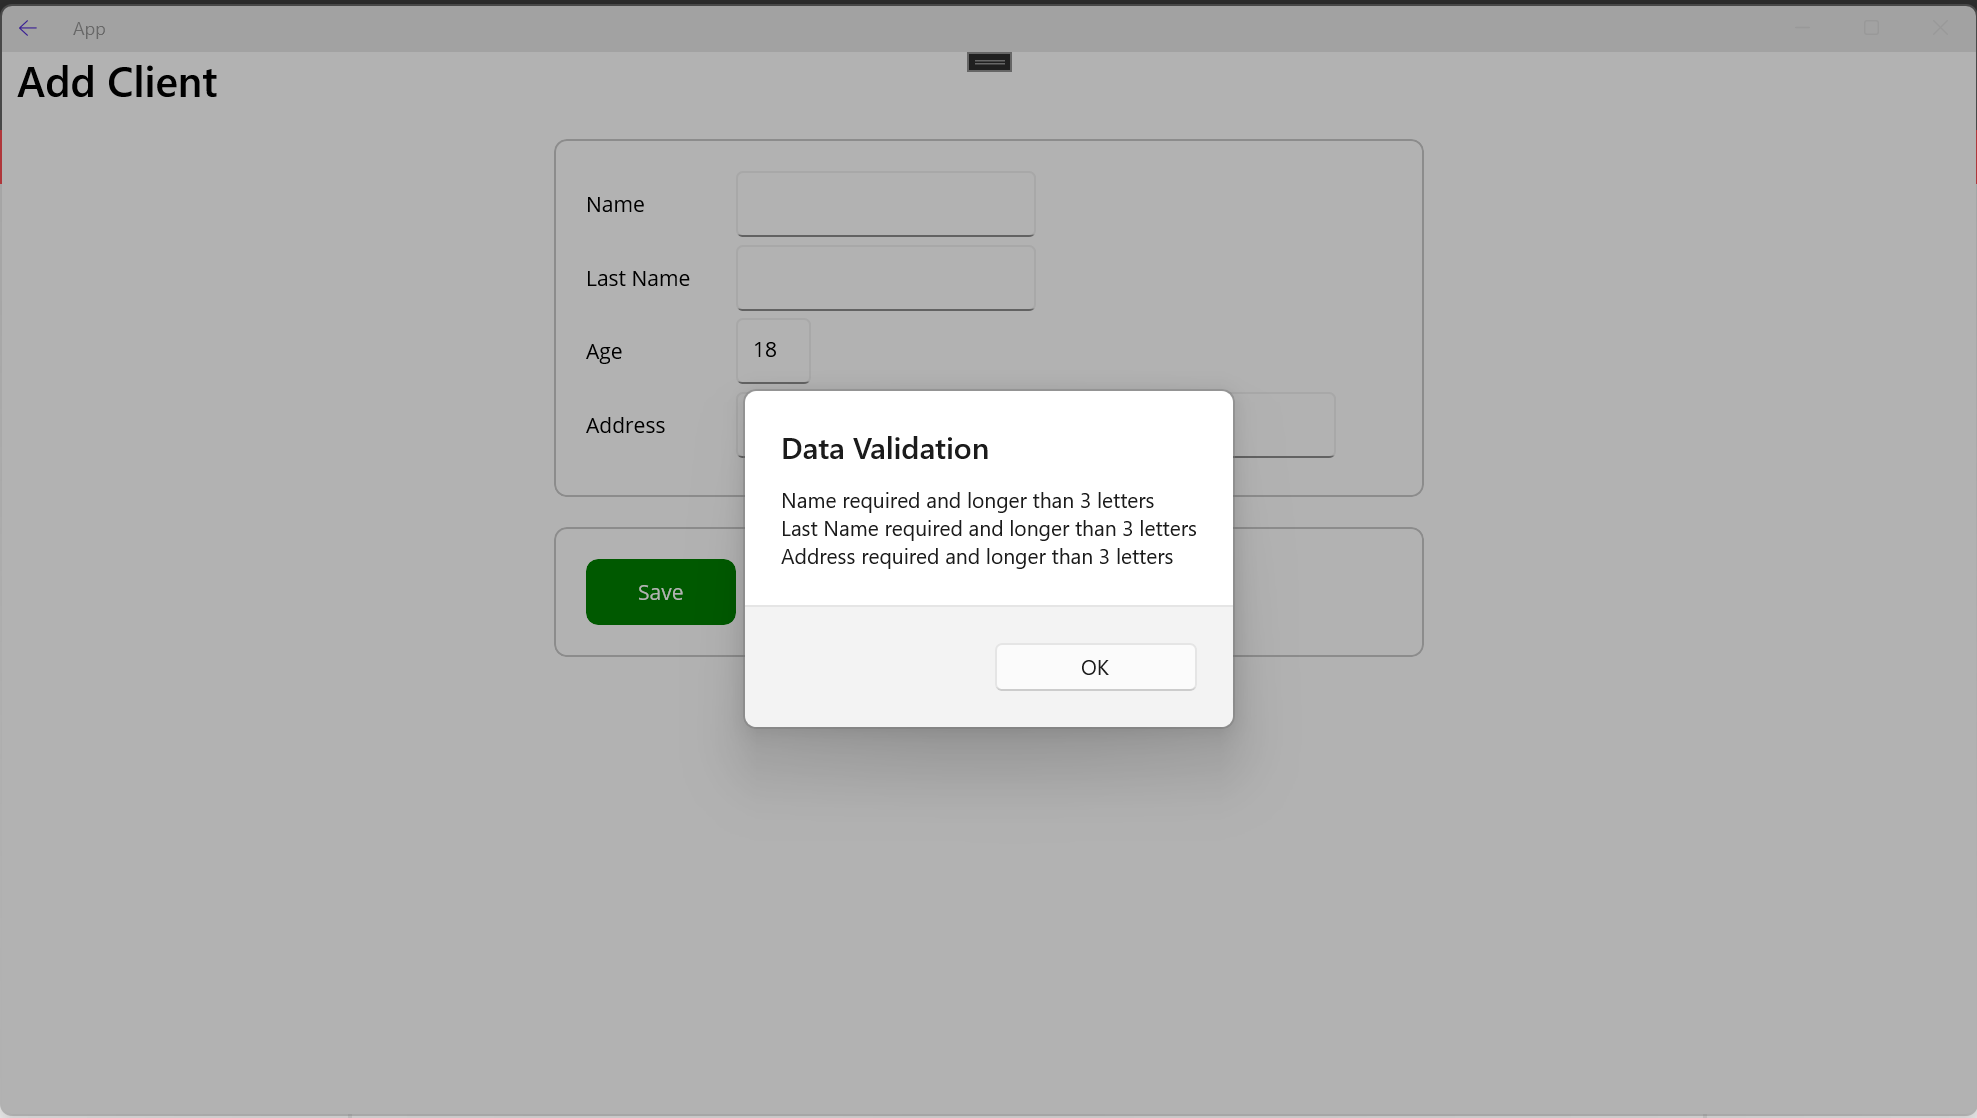 App
Add Client
Name
Last Name
Age
18
Address
Data Validation
Name required and longer than 3 letters
Last Name required and longer than 3 letters
Address required and longer than 3 letters
Save
OK